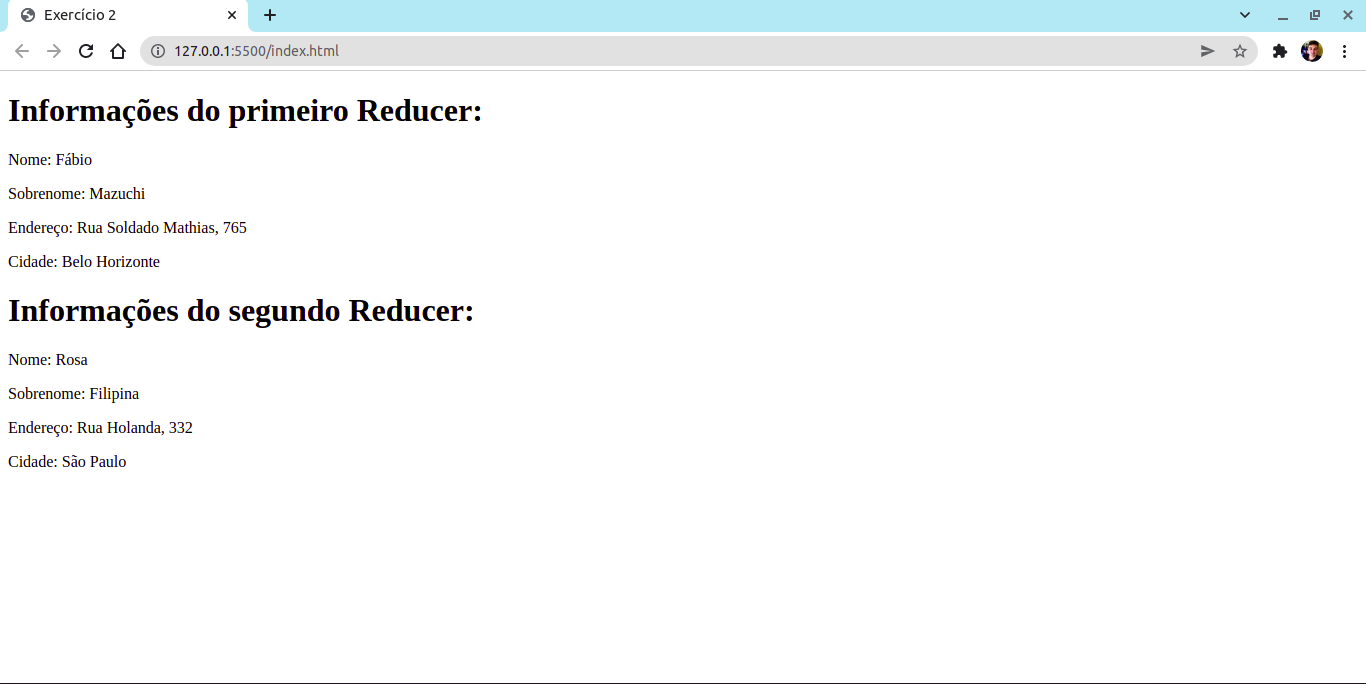 Exercício 2
127.0.0.1:5500/index.html
Informações do primeiro Reducer:
Nome: Fábio
Sobrenome: Mazuchi
Endereço: Rua Soldado Mathias, 765
Cidade: Belo Horizonte
Informações do segundo Reducer:
Nome: Rosa
Sobrenome: Filipina
Endereço: Rua Holanda, 332
Cidade: São Paulo